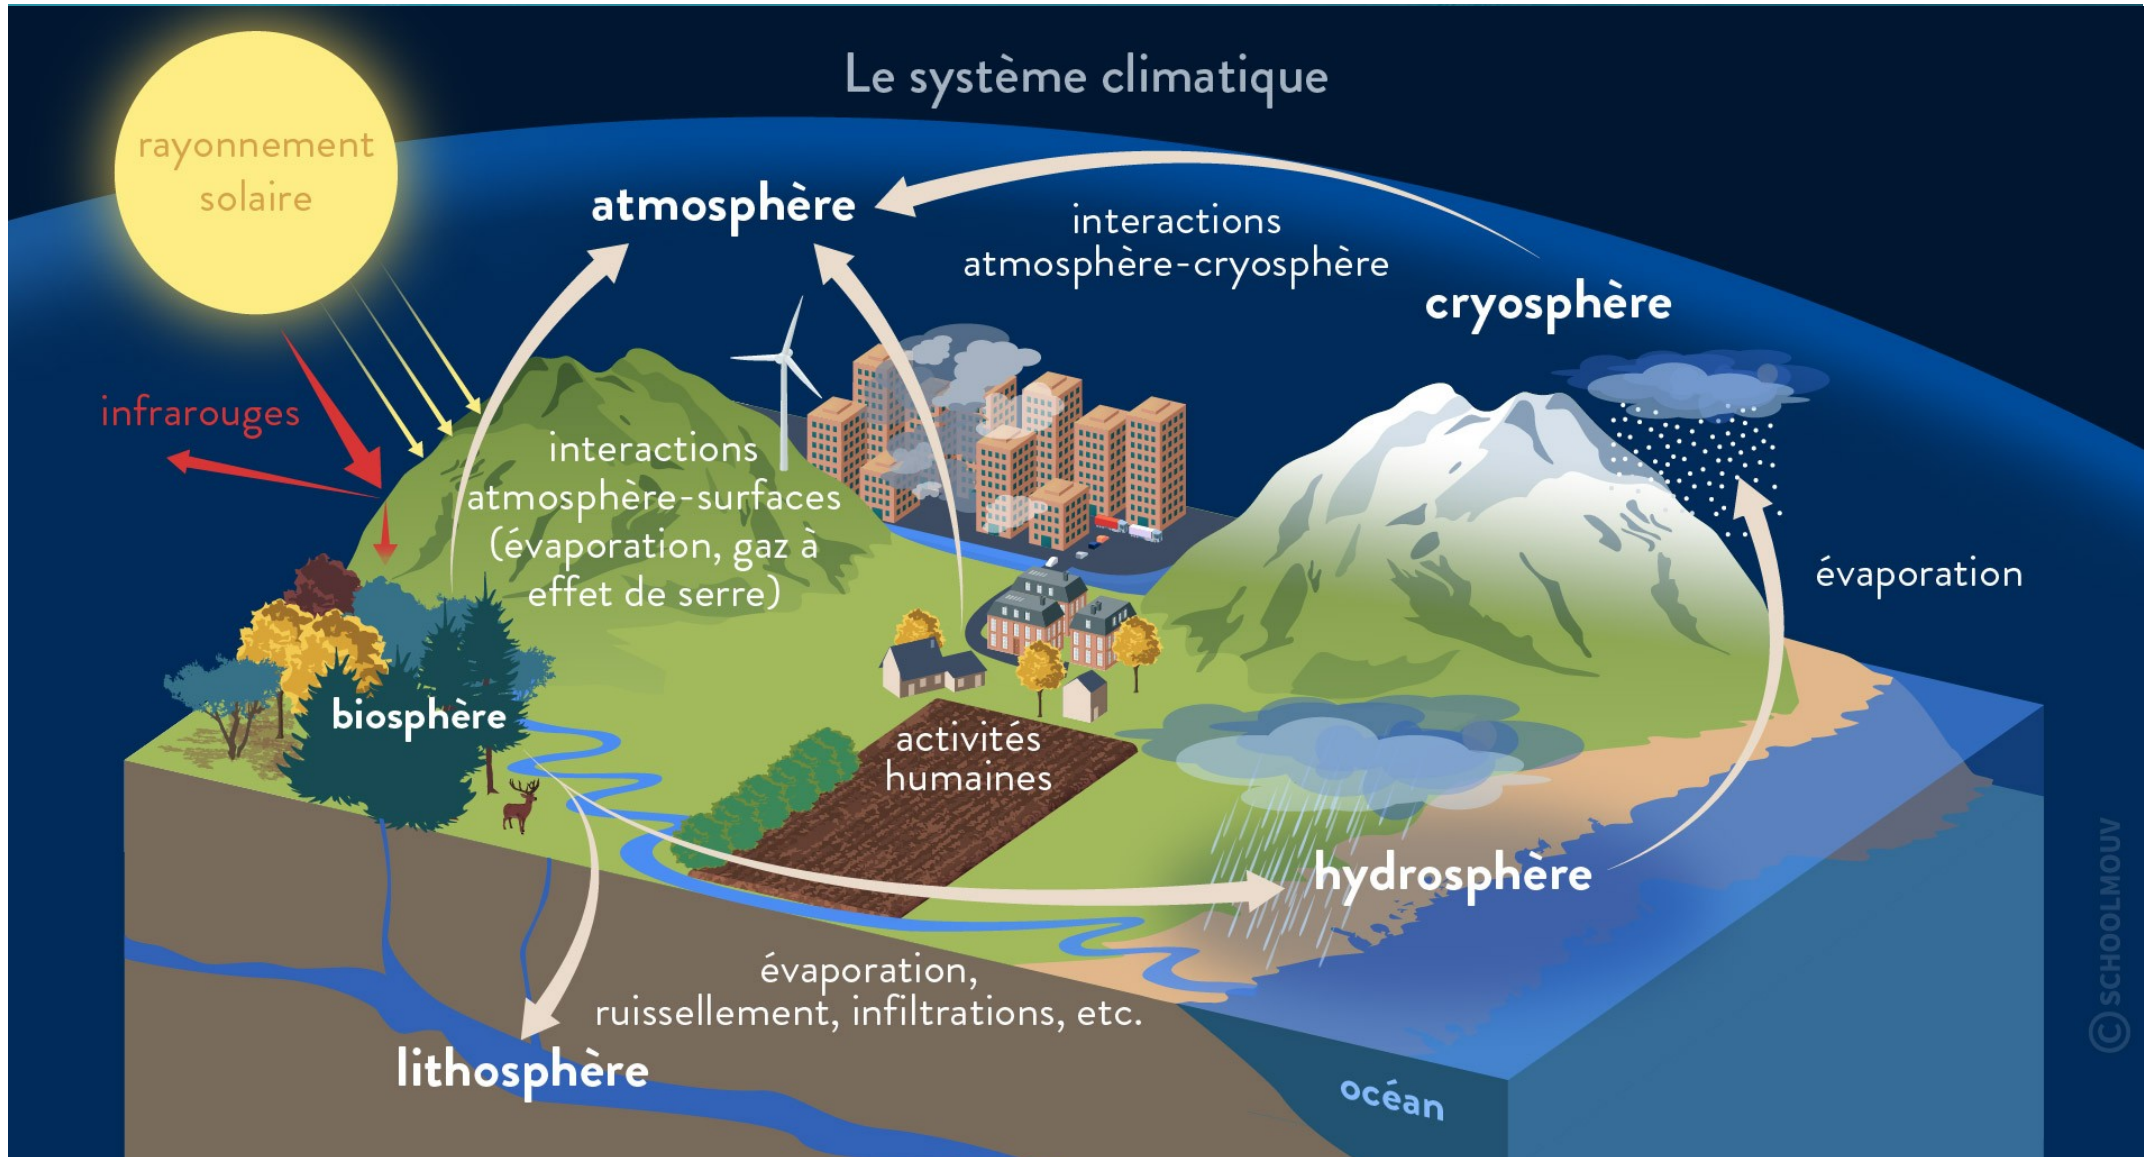 Le système climatique
rayonnement
solaire
atmosphère
interactions
atmosphère-cryosphère
cryosphère
infrarouges
interactions
atmosphère-surfaces
(évaporation, gaz à
effet de serre)
évaporation
biosphère
activités
humaines
hydrosphère
évaporation,
ruissellement, infiltrations, etc.
lithosphère
océan
© SCHOOLMOUV